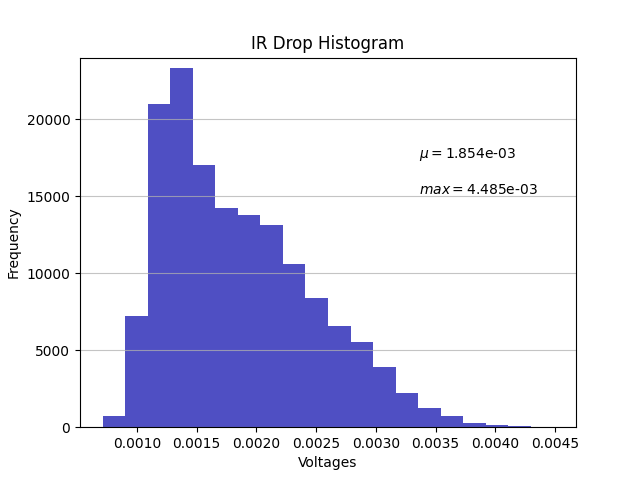 IR Drop Histogram
20000
15000
10000
5000
0
Frequency
μ = 1.854e-03
max = 4.485e-03
0.0010 0.0015 0.0020 0.0025 0.0030 0.0035 0.0040 0.0045
Voltages